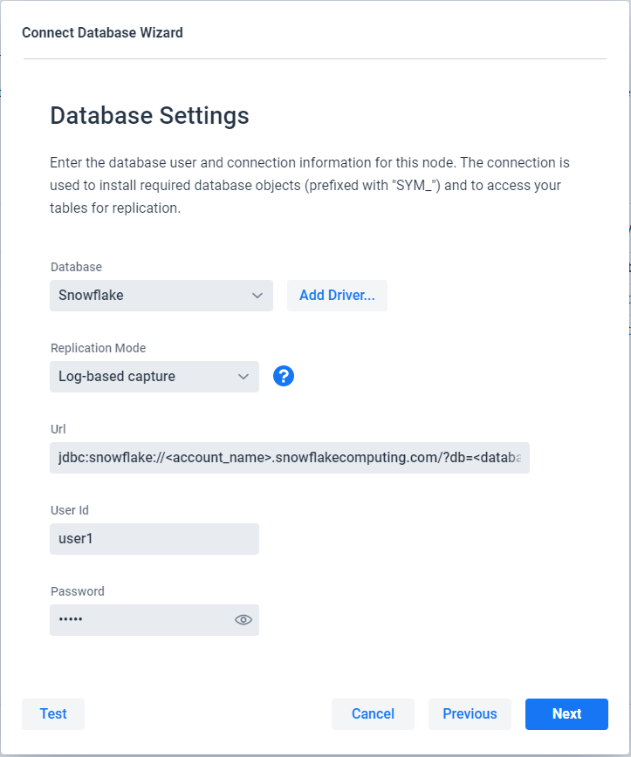 Connect Database Wizard
Database Settings
Enter the database user and connection information for this node. The connection is
used to install required database objects (prefixed with "SYM_") and to access your
tables for replication.
Database
Snowflake
Add Driver...
Replication Mode
Log-based capture
?
Url
jdbc:snowflake://<account_name>.snowflakecomputing.com/?db=<databa
User Id
user1
Password
•••••
Test
Cancel
Previous
Next